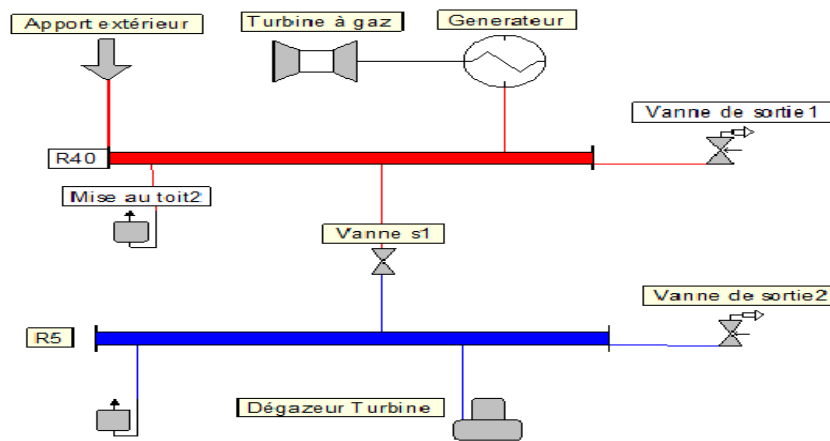 Apport extérieur
Turbine à gaz
Generateur
Vanne de sortie1
R40
Mise au toit2
Vanne s1
Vanne de sortie2
R5
Dégazeur Turbine